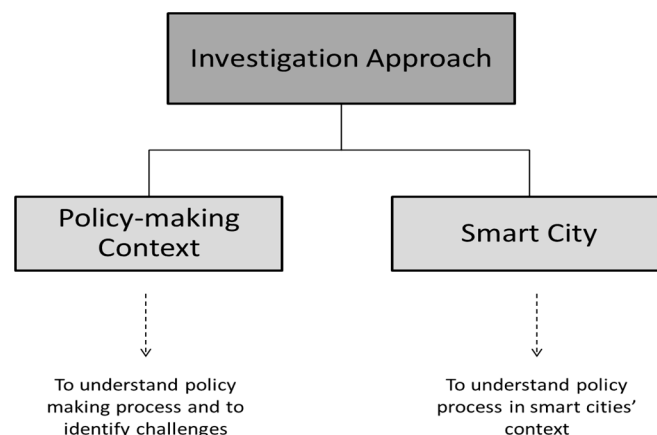 Investigation Approach
Policy-making
Context
Smart City
To understand policy
making process and to
identify challenges
To understand policy
process in smart cities’
context